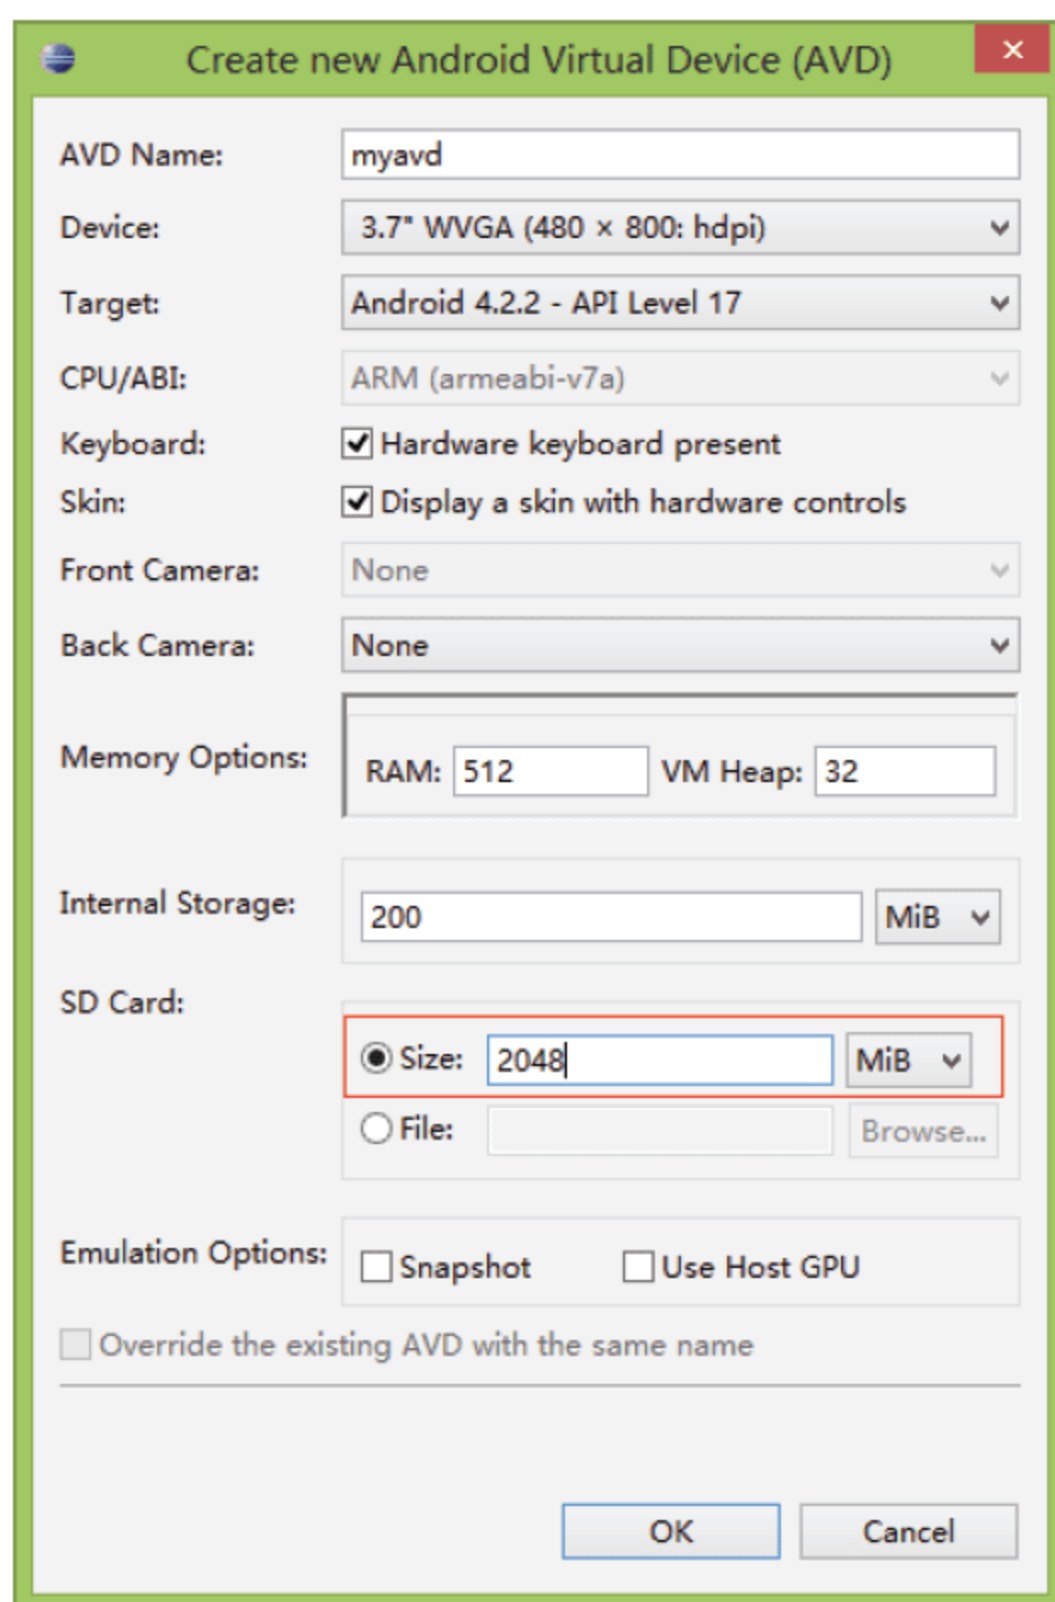 Create new Android Virtual Device (AVD)
AVD Name: myavd
Device: 3.7" WVGA (480 × 800: hdpi)
Target: Android 4.2.2 - API Level 17
CPU/ABI: ARM (armeabi-v7a)
Keyboard: Hardware keyboard present
Skin: Display a skin with hardware controls
Front Camera: None
Back Camera: None
Memory Options: RAM: 512 VM Heap: 32
Internal Storage: 200 MiB
SD Card:
Size: 2048 MiB
File: Browse...
Emulation Options: Snapshot Use Host GPU
Override the existing AVD with the same name
OK Cancel